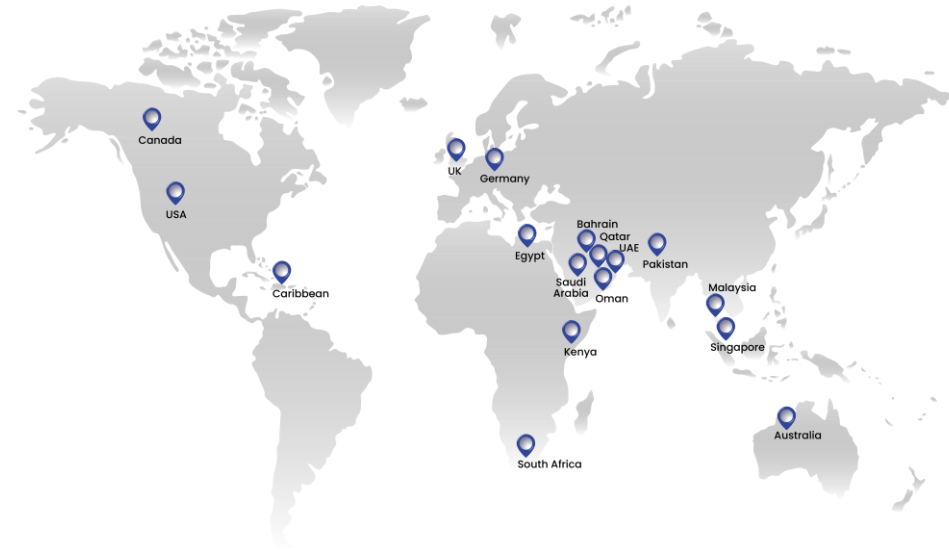 Canada
UK
Germany
USA
Bahrain
Qatar
UAE
Egypt
Pakistan
Saudi
Arabia
Malaysia
Caribbean
Oman
Singapore
Kenya
Australia
South Africa